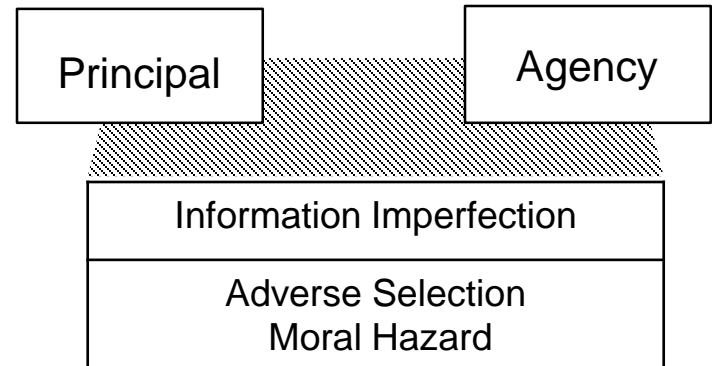 Principal
Agency
Information Imperfection
Adverse Selection
Moral Hazard